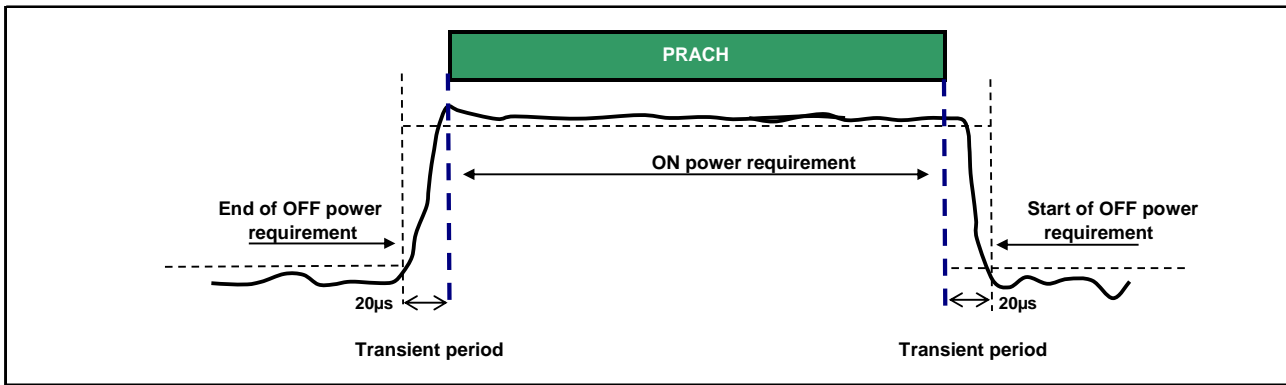 PRACH
ON power requirement
End of OFF power
requirement
Start of OFF power
requirement
20µs
20µs
Transient period
Transient period